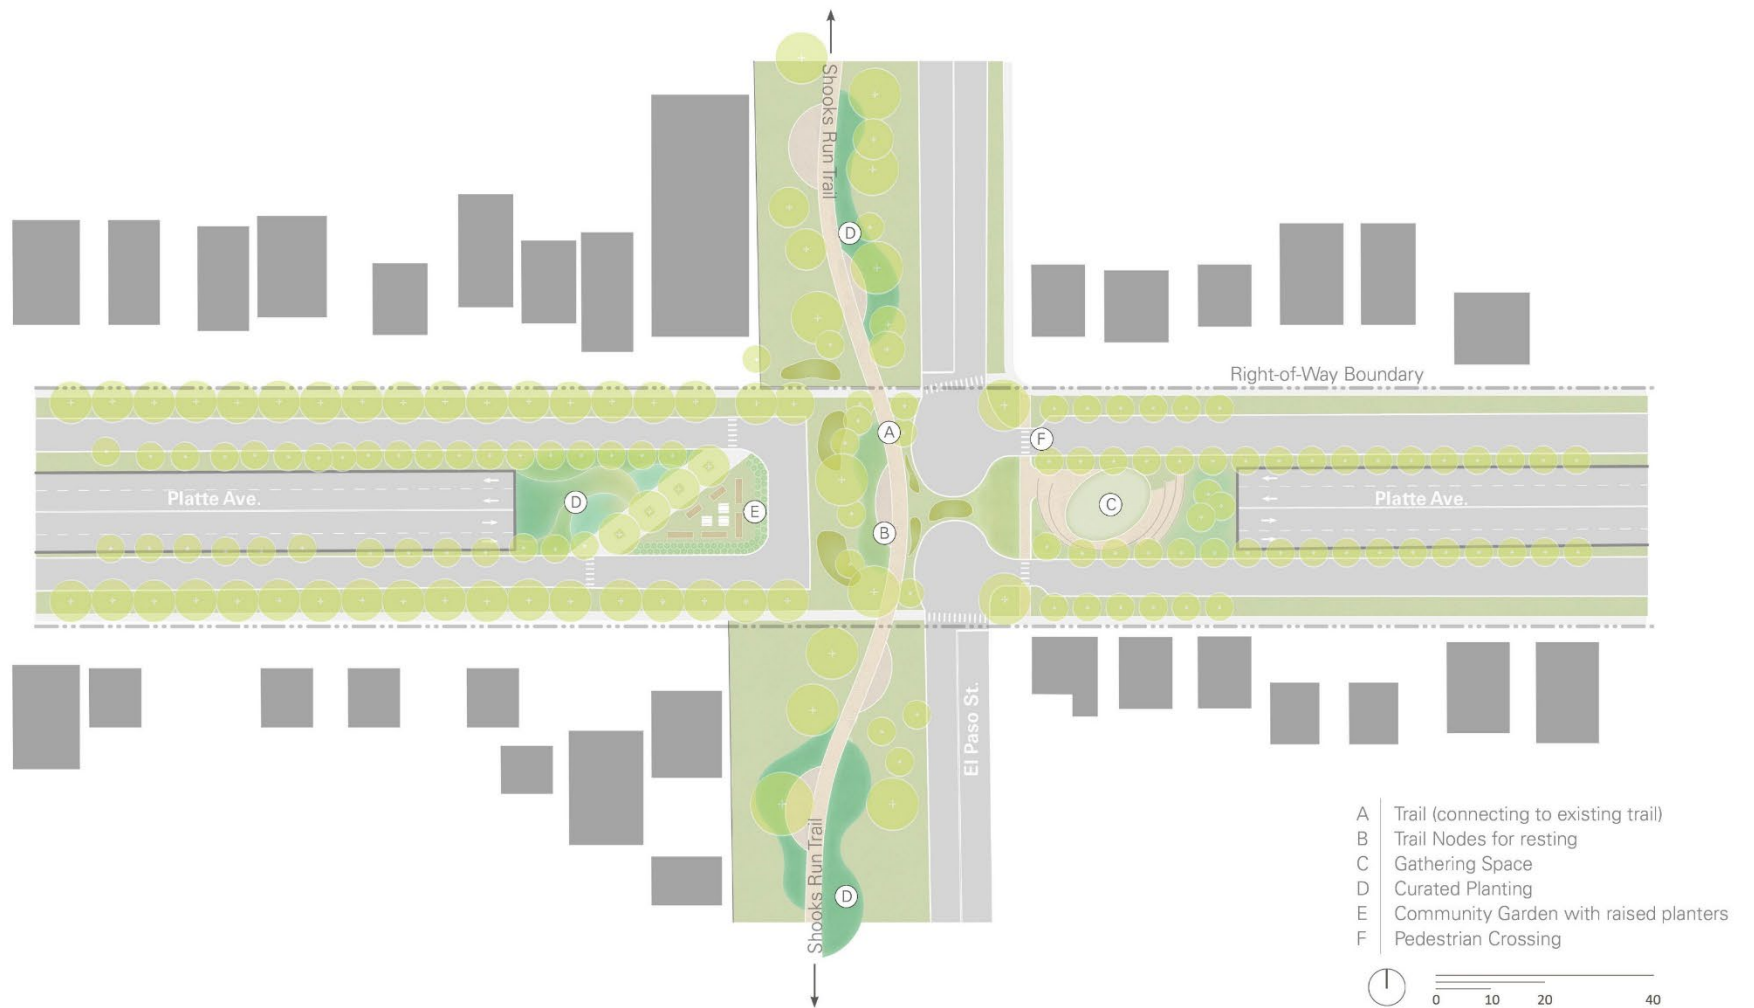 Shooks Run Trail
D
Right-of-Way Boundary
A
F
Platte Ave.
D
E
C
Platte Ave.
B
El Paso St.
Shooks Run Trail
D
A Trail (connecting to existing trail)
B Trail Nodes for resting
C Gathering Space
D Curated Planting
E Community Garden with raised planters
F Pedestrian Crossing
0 10 20 40